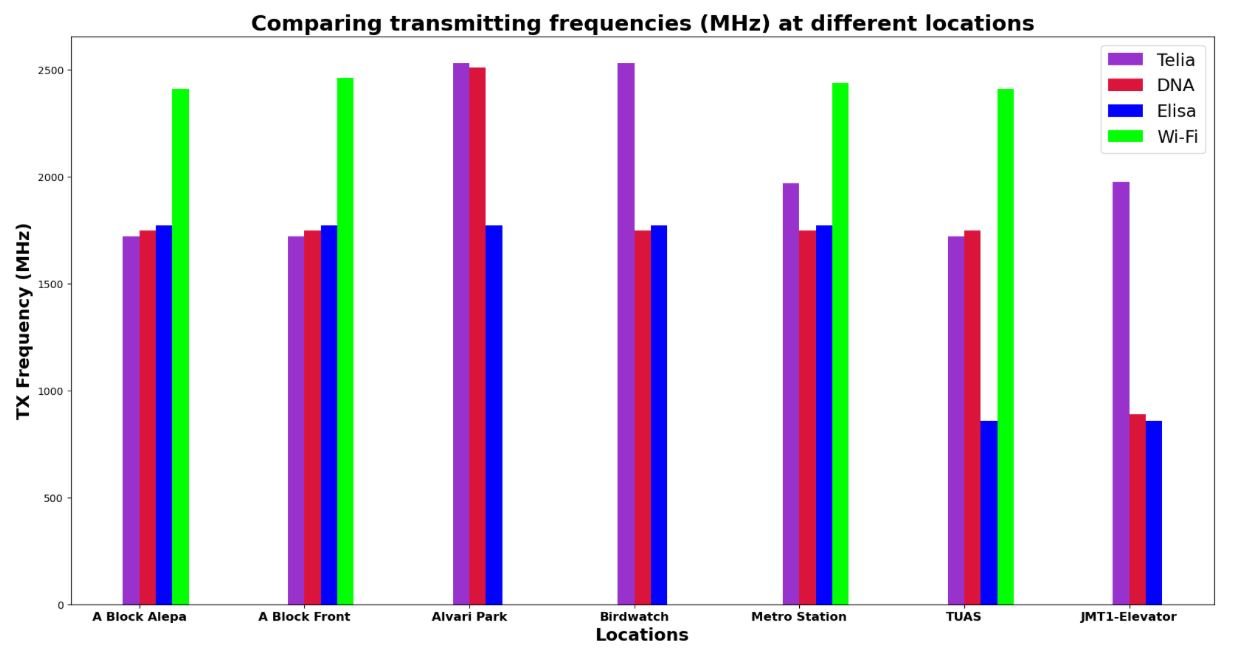 Comparing transmitting frequencies (MHz) at different locations
Telia
DNA
Elisa
Wi-Fi
TX Frequency (MHz)
2500
2000
1500
1000
500
0
A Block Alepa A Block Front Alvari Park Birdwatch Metro Station TUAS JMT1-Elevator
Locations